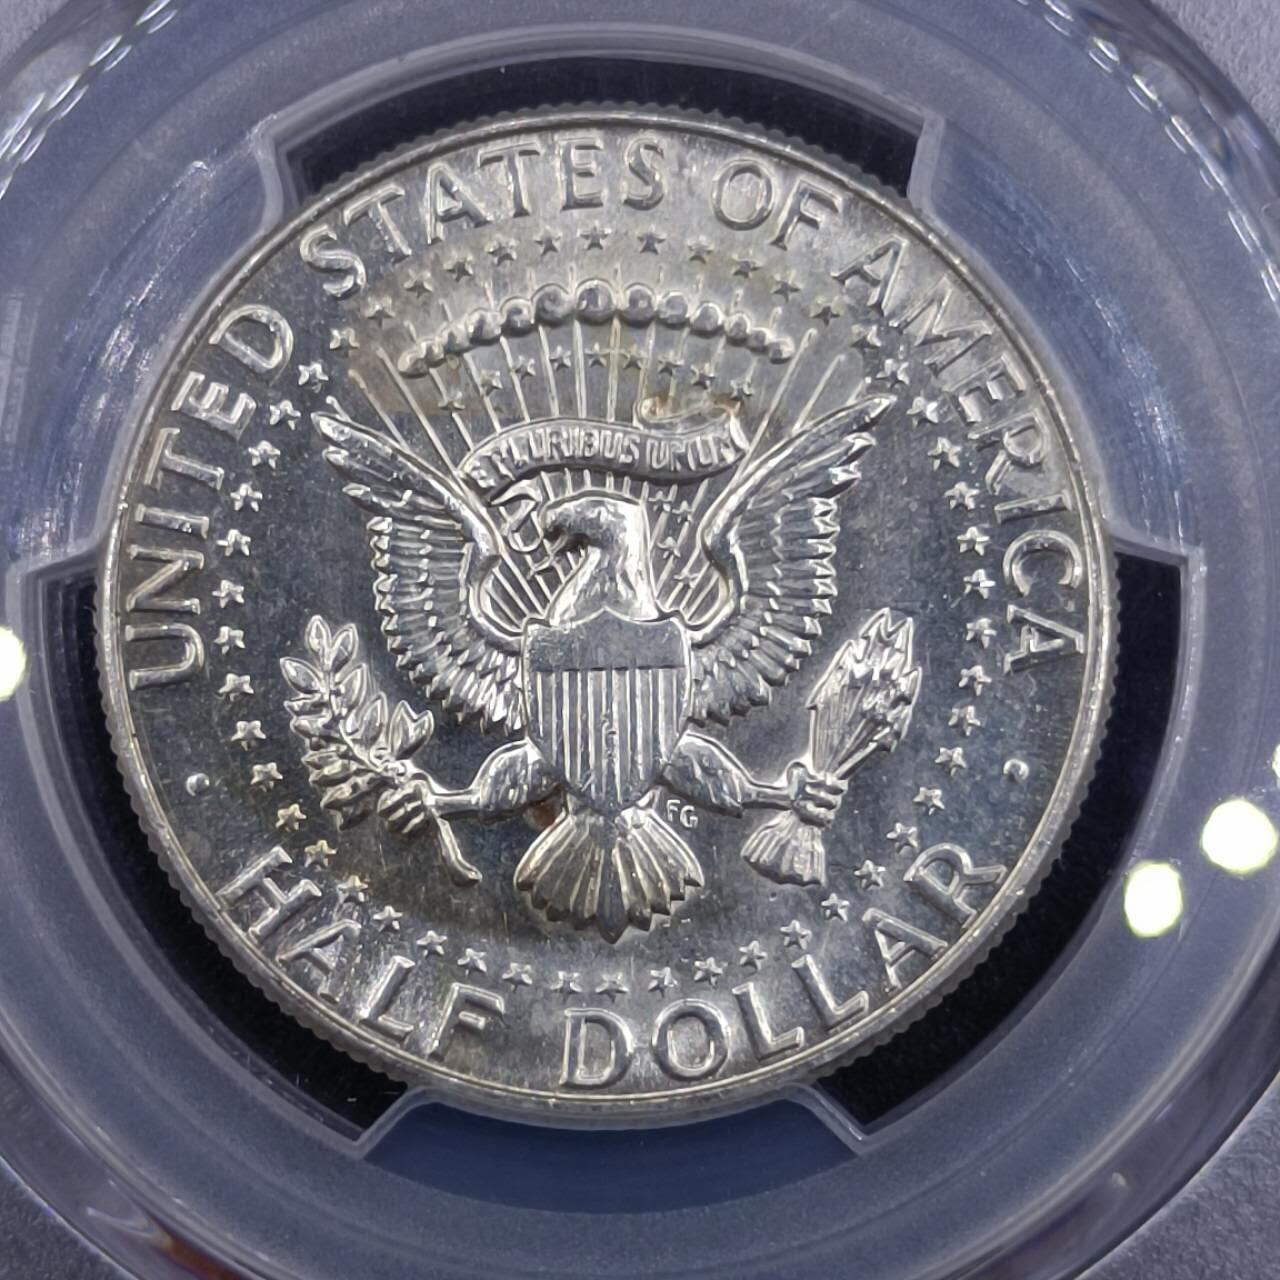 UNITED STATES OF AMERICA
E PLURIBUS UNUM
FG
HALF DOLLAR